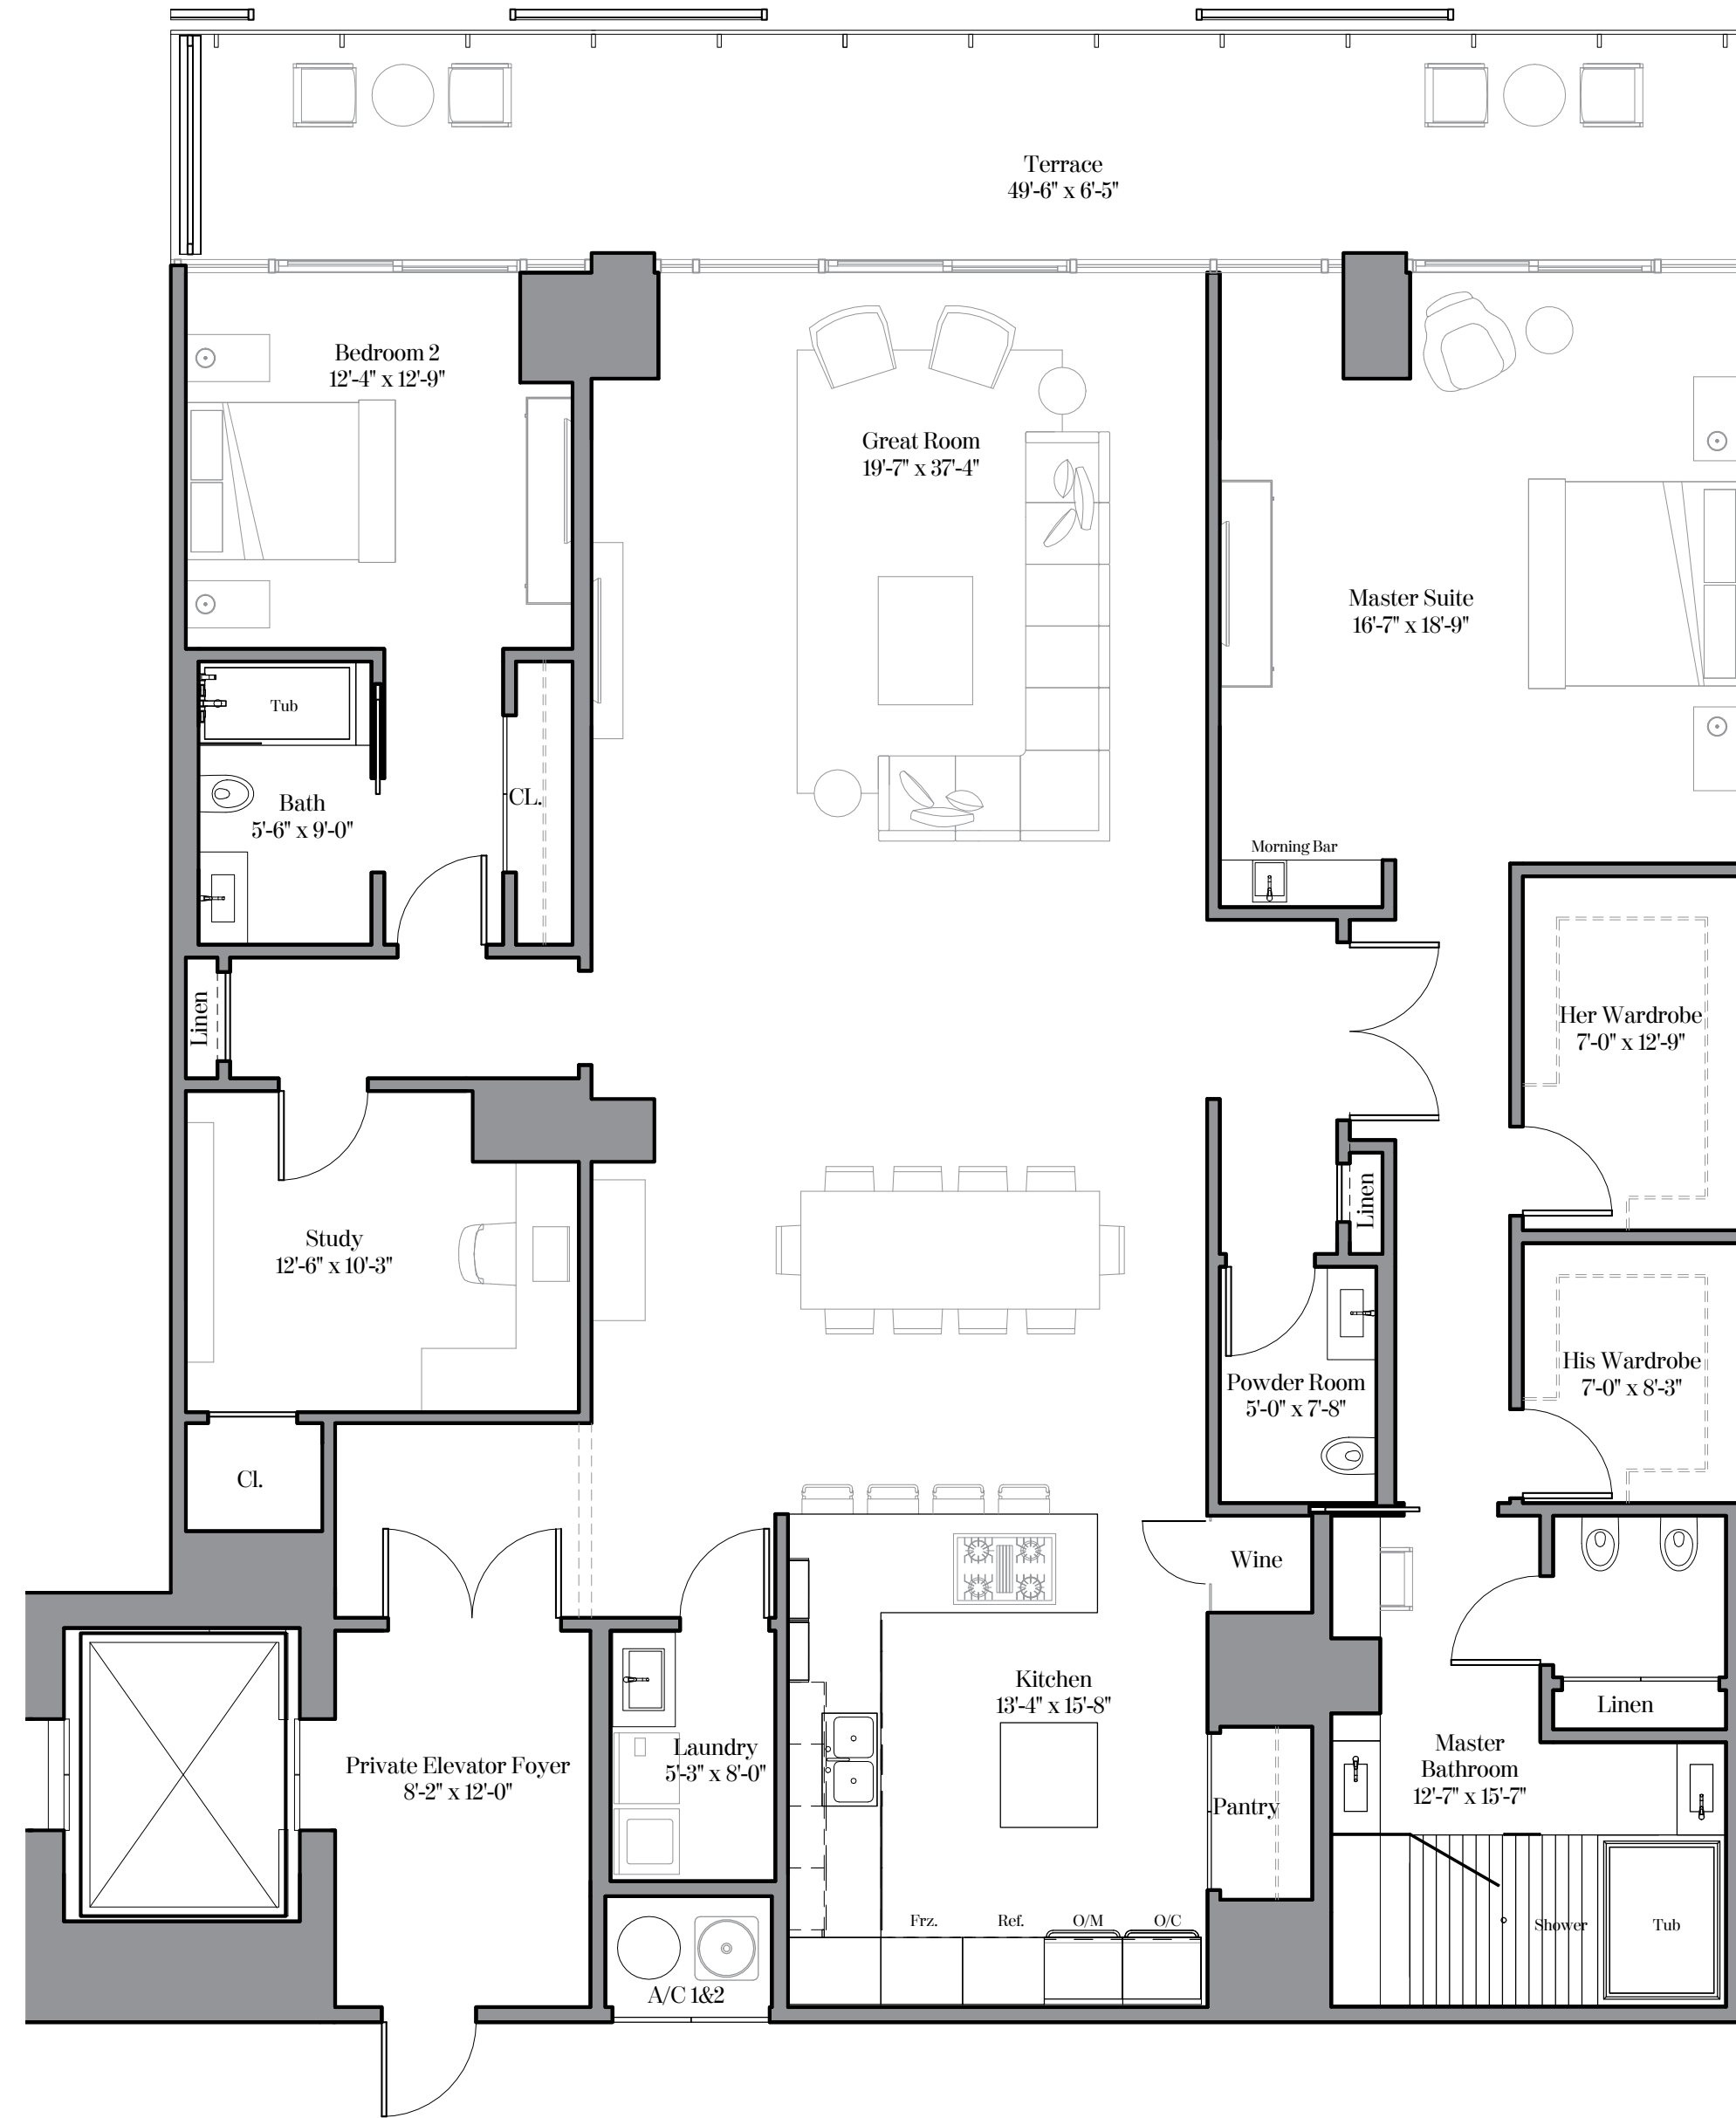 Terrace
49'-6" x 6'-5"
Bedroom 2
12'-4" x 12'-9"
Great Room
19'-7" x 37'-4"
Master Suite
16'-7" x 18'-9"
Tub
Bath
5'-6" x 9'-0"
CL.
Morning Bar
Linen
Her Wardrobe
7'-0" x 12'-9"
Linen
Study
12'-6" x 10'-3"
His Wardrobe
7'-0" x 8'-3"
Powder Room
5'-0" x 7'-8"
Cl.
Wine
Kitchen
13'-4" x 15'-8"
Linen
Laundry
5'-3" x 8'-0"
Master
Bathroom
12'-7" x 15'-7"
Private Elevator Foyer
8'-2" x 12'-0"
Pantry
Frz.
Ref.
O/M
O/C
Shower
Tub
A/C 1&2